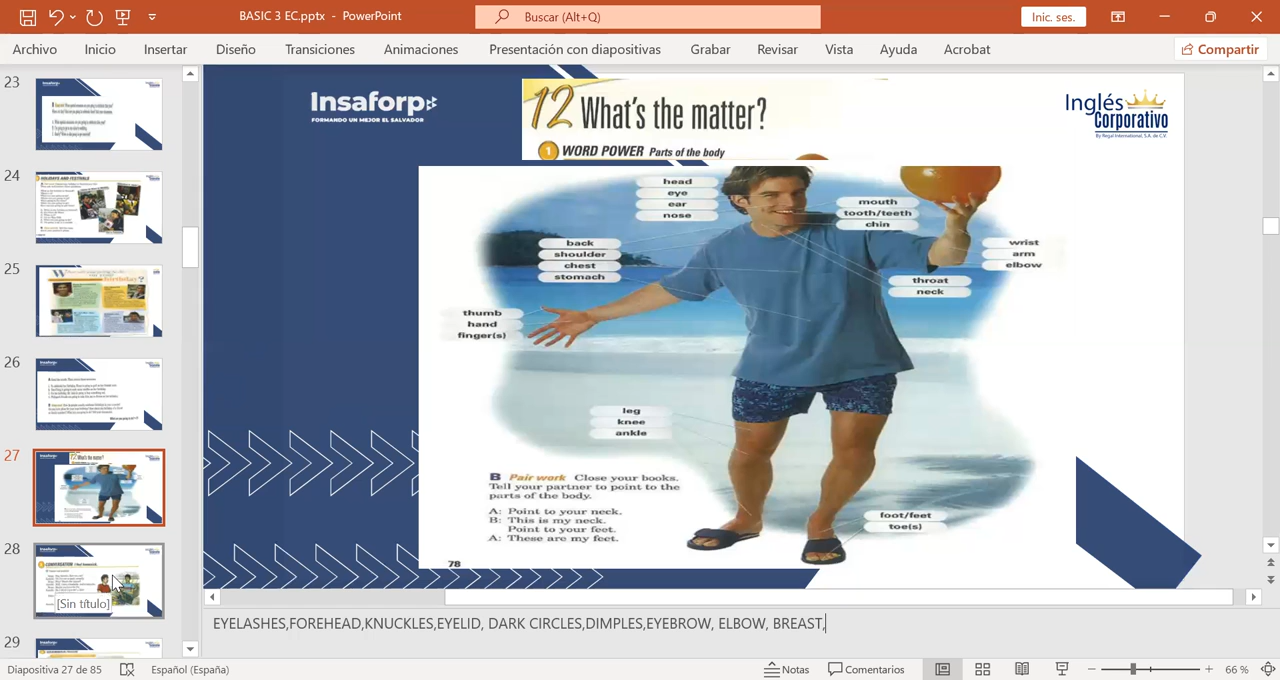 BASIC 3 EC.pptx - PowerPoint
Buscar (Alt+Q)
Inic. ses.
Archivo Inicio Insertar Diseño Transiciones Animaciones Presentación con diapositivas Grabar Revisar Vista Ayuda Acrobat
Compartir
23
24
25
26
27
28
[Sin título]
29
Insaforp
FORMANDO UN MEJOR EL SALVADOR
12 What's the matter?
1 WORD POWER Parts of the body
Inglés
Corporativo
By Regal International, S.A. de C.V
head
eye
ear
nose
mouth
tooth/teeth
chin
back
shoulder
chest
stomach
wrist
arm
elbow
throat
neck
thumb
hand
finger(s)
leg
knee
ankle
B Pair work Close your books.
Tell your partner to point to the
parts of the body.
A: Point to your neck.
B: This is my neck.
Point to your feet.
A: These are my feet.
foot/feet
toe(s)
78
EYELASHES,FOREHEAD,KNUCKLES,EYELID, DARK CIRCLES,DIMPLES,EYEBROW, ELBOW, BREAST,
Diapositiva 27 de 85
Español (España)
Notas
Comentarios
66 %